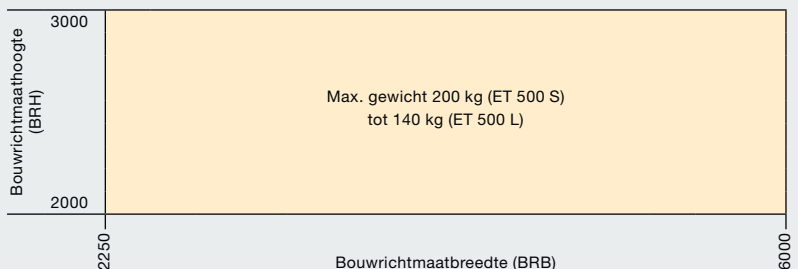 3000
Bouwrichtmaathoogte
(BRH)
Max. gewicht 200 kg (ET 500 S)
tot 140 kg (ET 500 L)
2000
2250
Bouwrichtmaatbreedte (BRB)
6000